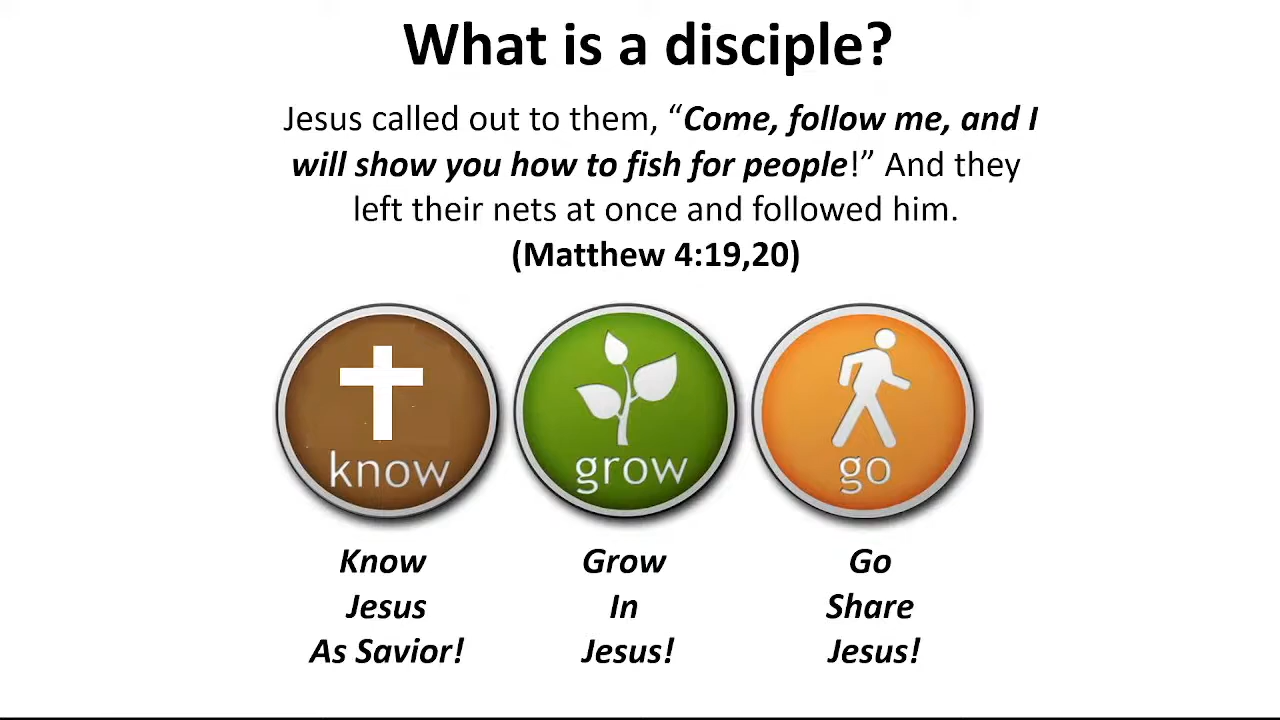 What is a disciple?
Jesus called out to them, “Come, follow me, and I
will show you how to fish for people!” And they
left their nets at once and followed him.
(Matthew 4:19,20)
know
grow
go
Know
Jesus
As Savior!
Grow
In
Jesus!
Go
Share
Jesus!